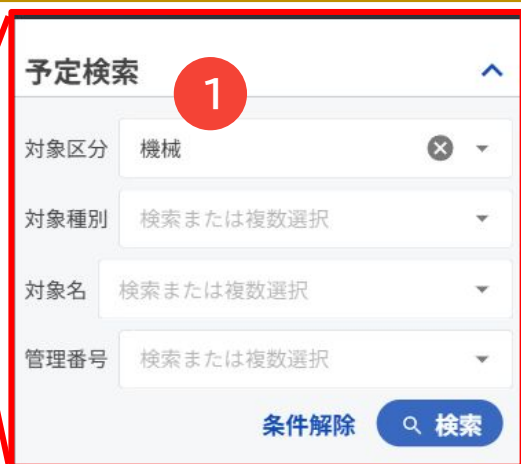 予定検索
1
対象区分 機械
対象種別 検索または複数選択
対象名 検索または複数選択
管理番号 検索または複数選択
条件解除 検索